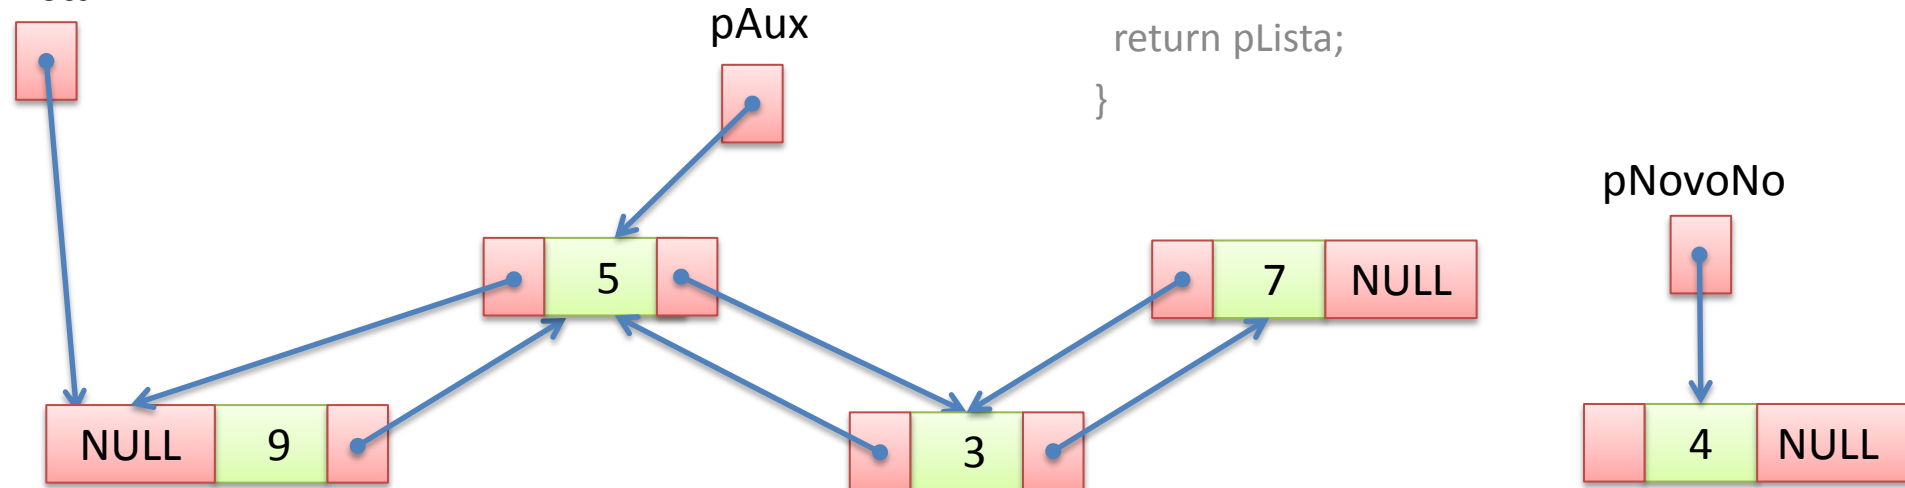 pAux
return pLista;
}
pNovoNo
5
7 NULL
NULL 9
3
4 NULL